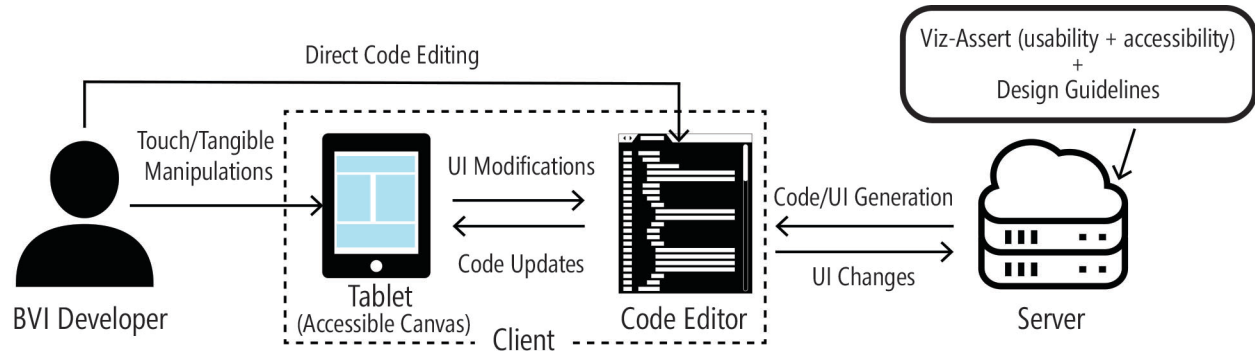 Direct Code Editing
Viz-Assert (usability + accessibility)
+
Design Guidelines
Touch/Tangible
Manipulations
UI Modifications
Code Updates
Code/UI Generation
UI Changes
BVI Developer
Tablet
(Accessible Canvas)
Code Editor
Client
Server